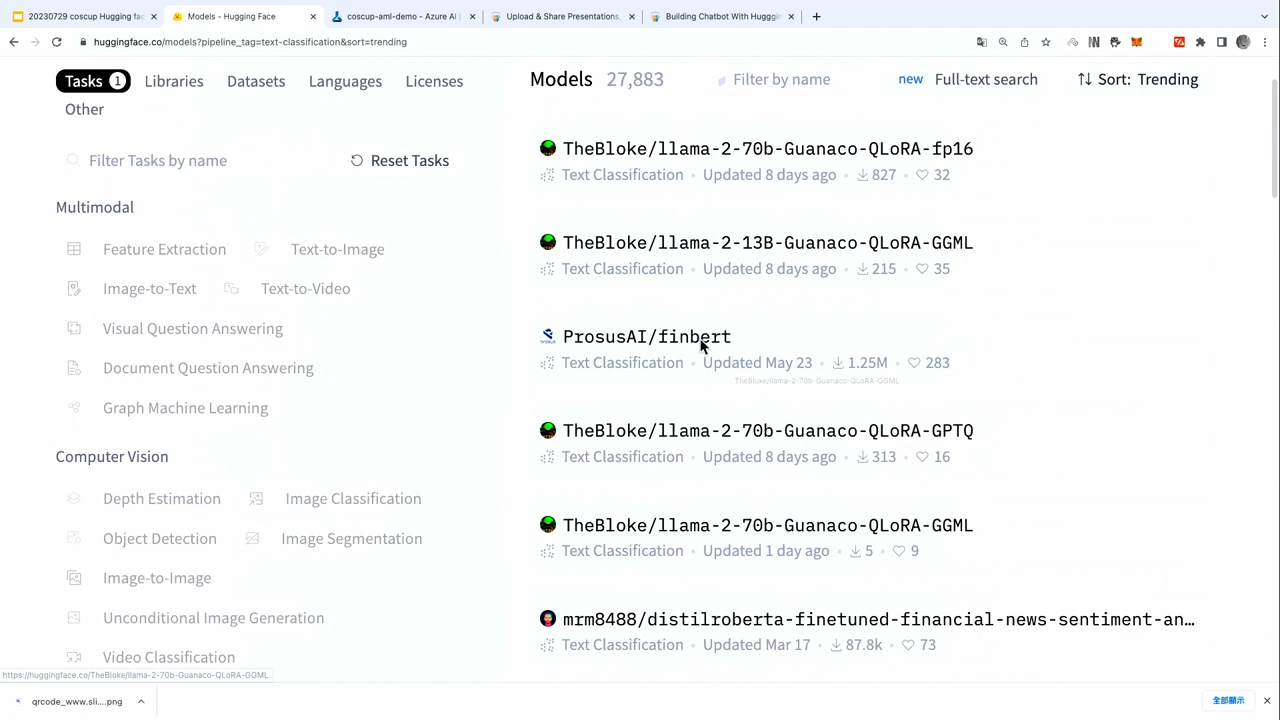 20230729 coscup Hugging fac
Models - Hugging Face
coscup-aml-demo - Azure AI |
Upload & Share Presentations,
Building Chatbot With Hugging
huggingface.co/models?pipeline_tag=text-classification&sort=trending
Tasks 1
Libraries
Datasets
Languages
Licenses
Other
Filter Tasks by name
Reset Tasks
Multimodal
Feature Extraction
Text-to-Image
Image-to-Text
Text-to-Video
Visual Question Answering
Document Question Answering
Graph Machine Learning
Computer Vision
Depth Estimation
Image Classification
Object Detection
Image Segmentation
Image-to-Image
Unconditional Image Generation
Video Classification
Models 27,883
Filter by name
new Full-text search
Sort: Trending
TheBloke/llama-2-70b-Guanaco-QLoRA-fp16
Text Classification • Updated 8 days ago • 827 • 32
TheBloke/llama-2-13B-Guanaco-QLoRA-GGML
Text Classification • Updated 8 days ago • 215 • 35
ProsusAI/finbert
Text Classification • Updated May 23 • 1.25M • 283
TheBloke/llama-2-70b-Guanaco-QLoRA-GGML
TheBloke/llama-2-70b-Guanaco-QLoRA-GPTQ
Text Classification • Updated 8 days ago • 313 • 16
TheBloke/llama-2-70b-Guanaco-QLoRA-GGML
Text Classification • Updated 1 day ago • 5 • 9
mrm8488/distilroberta-finetuned-financial-news-sentiment-an…
Text Classification • Updated Mar 17 • 87.8k • 73
https://huggingface.co/TheBloke/llama-2-70b-Guanaco-QLoRA-GGML
qrcode_www.sli....png
全部顯示